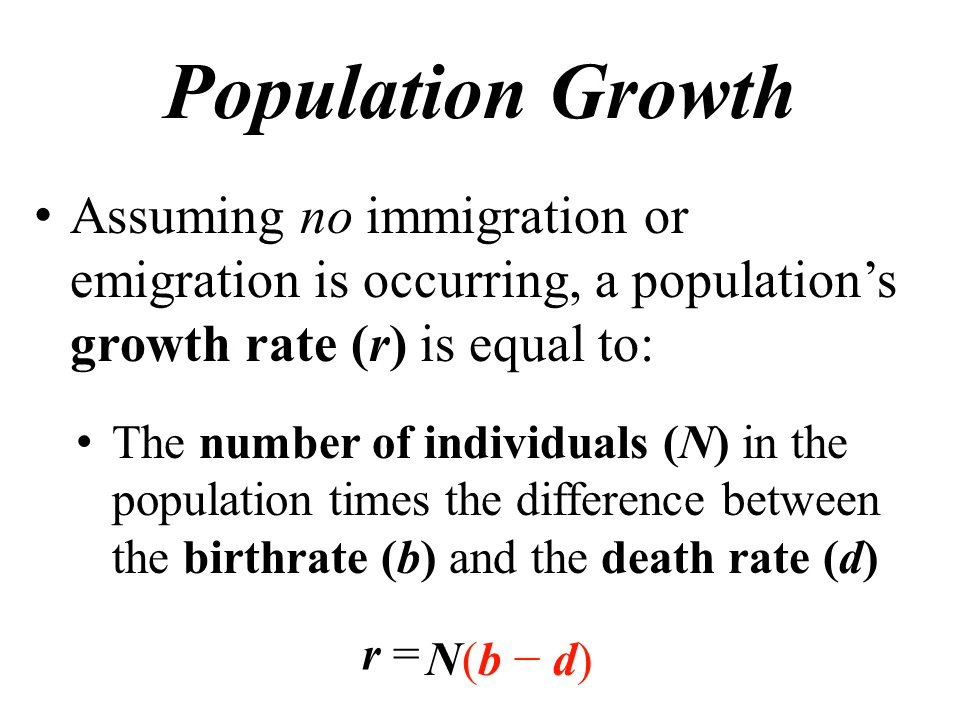 Population Growth
• Assuming no immigration or
emigration is occurring, a population’s
growth rate (r) is equal to:
• The number of individuals (N) in the
population times the difference between
the birthrate (b) and the death rate (d)
r = N(b − d)